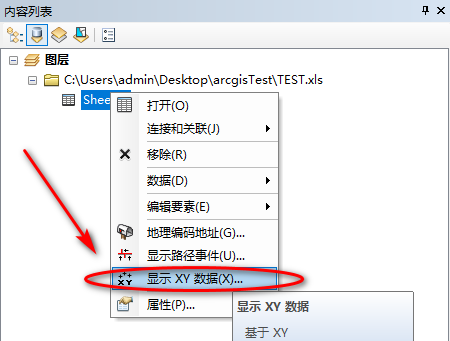 内容列表
图层
C:\Users\admin\Desktop\arcgisTest\TEST.xls
打开(O)
连接和关联(J)
移除(R)
数据(D)
编辑要素(E)
地理编码地址(G)...
显示路径事件(U)...
显示 XY 数据(X)...
属性(P)...
显示 XY 数据
基于 XY